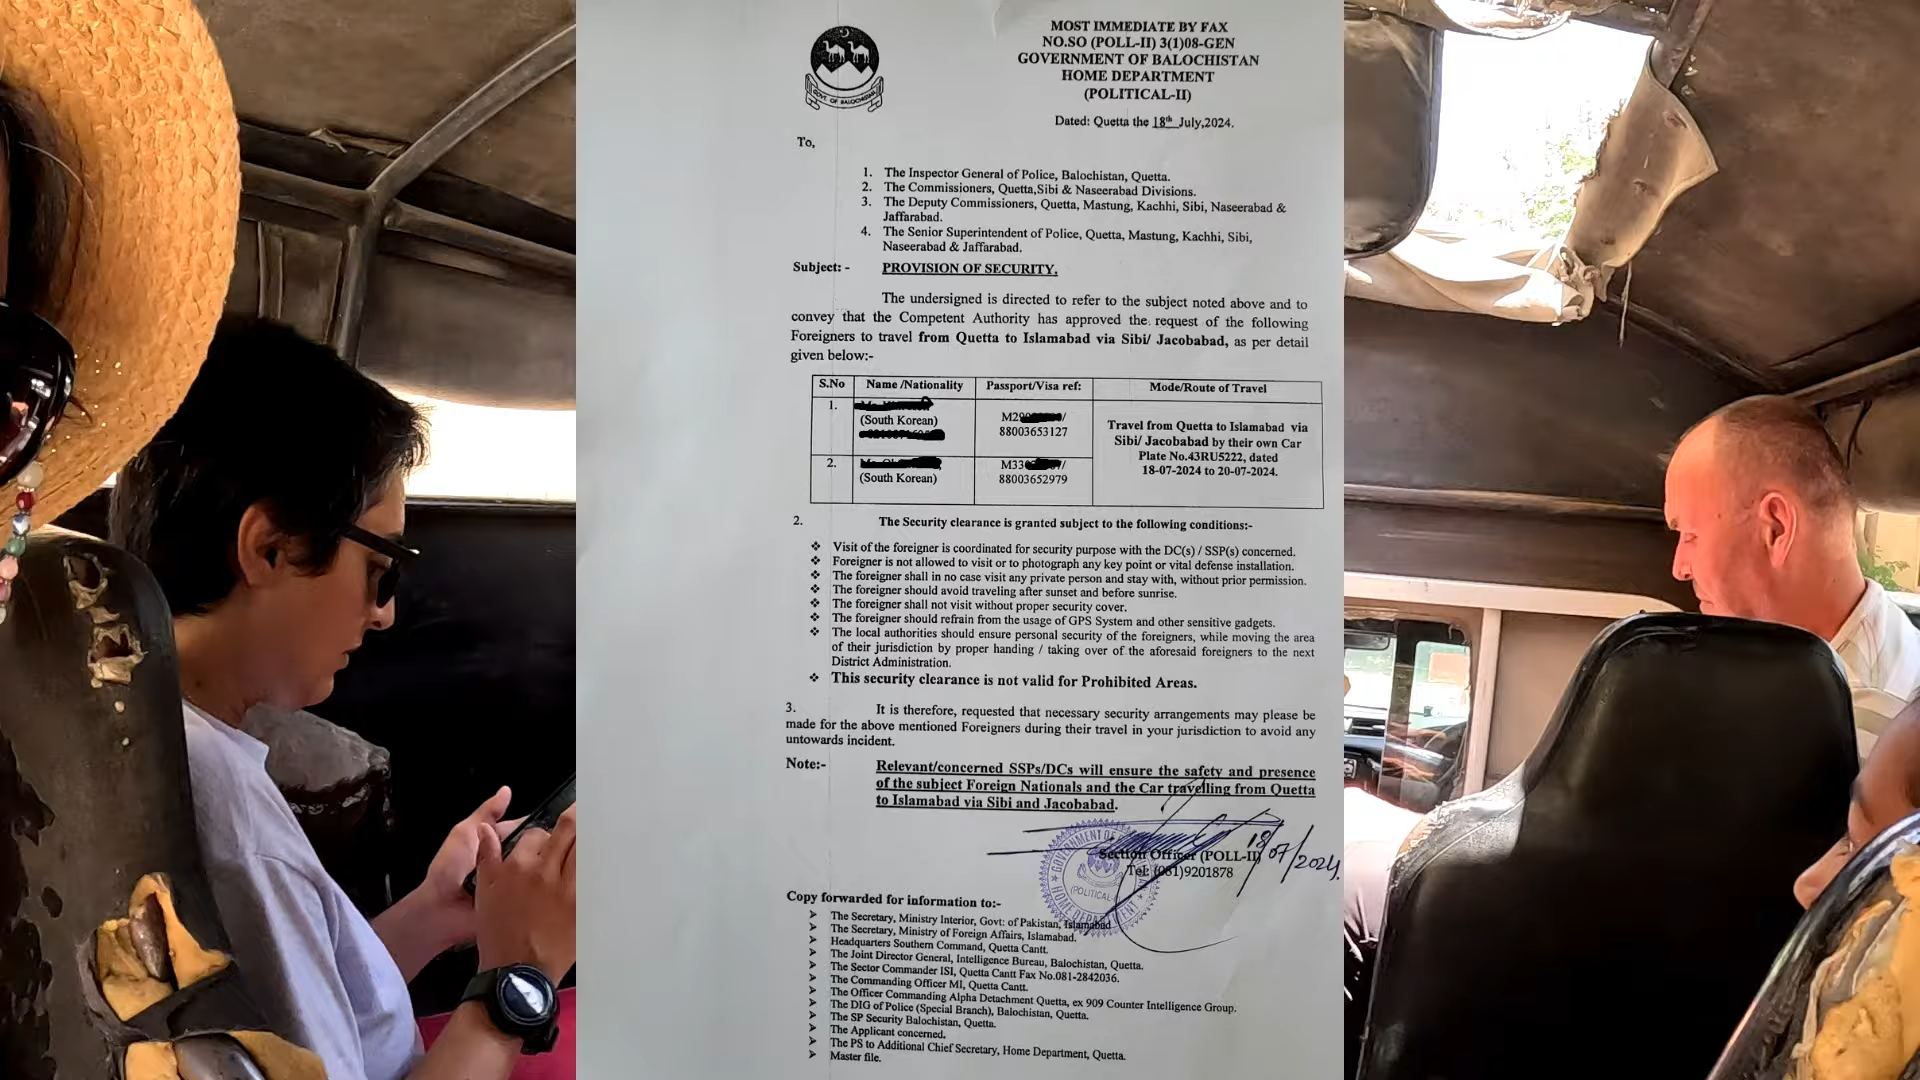 MOST IMMEDIATE BY FAX
NO.SO (POLL-II) 3(1)08-GEN
GOVERNMENT OF BALOCHISTAN
HOME DEPARTMENT
(POLITICAL-II)
GOVT. OF BALOCHISTAN
Dated: Quetta the 18th July,2024.
To,
1. The Inspector General of Police, Balochistan, Quetta.
2. The Commissioners, Quetta,Sibi & Naseerabad Divisions.
3. The Deputy Commissioners, Quetta, Mastung, Kachhi, Sibi, Naseerabad &
Jaffarabad.
4. The Senior Superintendent of Police, Quetta, Mastung, Kachhi, Sibi,
Naseerabad & Jaffarabad.
Subject: - PROVISION OF SECURITY.
The undersigned is directed to refer to the subject noted above and to
convey that the Competent Authority has approved the request of the following
Foreigners to travel from Quetta to Islamabad via Sibi/ Jacobabad, as per detail
given below:-
S.No Name /Nationality Passport/Visa ref: Mode/Route of Travel
1. (South Korean) M29 / 88003653127
2. (South Korean) M33 / 88003652979
Travel from Quetta to Islamabad via
Sibi/ Jacobabad by their own Car
Plate No.43RU5222, dated
18-07-2024 to 20-07-2024.
2. The Security clearance is granted subject to the following conditions:-
❖ Visit of the foreigner is coordinated for security purpose with the DC(s) / SSP(s) concerned.
❖ Foreigner is not allowed to visit or to photograph any key point or vital defense installation.
❖ The foreigner shall in no case visit any private person and stay with, without prior permission.
❖ The foreigner should avoid traveling after sunset and before sunrise.
❖ The foreigner shall not visit without proper security cover.
❖ The foreigner should refrain from the usage of GPS System and other sensitive gadgets.
❖ The local authorities should ensure personal security of the foreigners, while moving the area
of their jurisdiction by proper handing / taking over of the aforesaid foreigners to the next
District Administration.
❖ This security clearance is not valid for Prohibited Areas.
3. It is therefore, requested that necessary security arrangements may please be
made for the above mentioned Foreigners during their travel in your jurisdiction to avoid any
untowards incident.
Note:- Relevant/concerned SSPs/DCs will ensure the safety and presence
of the subject Foreign Nationals and the Car travelling from Quetta
to Islamabad via Sibi and Jacobabad.
18/07/2024.
Section Officer (POLL-II)
Tel: (081)9201878
Copy forwarded for information to:-
➢ The Secretary, Ministry Interior, Govt: of Pakistan, Islamabad
➢ The Secretary, Ministry of Foreign Affairs, Islamabad.
➢ Headquarters Southern Command, Quetta Cantt.
➢ The Joint Director General, Intelligence Bureau, Balochistan, Quetta.
➢ The Sector Commander ISI, Quetta Cantt Fax No.081-2842036.
➢ The Commanding Officer MI, Quetta Cantt.
➢ The Officer Commanding Alpha Detachment Quetta, ex 909 Counter Intelligence Group.
➢ The DIG of Police (Special Branch), Balochistan, Quetta.
➢ The SP Security Balochistan, Quetta.
➢ The Applicant concerned.
➢ The PS to Additional Chief Secretary, Home Department, Quetta.
➢ Master file.